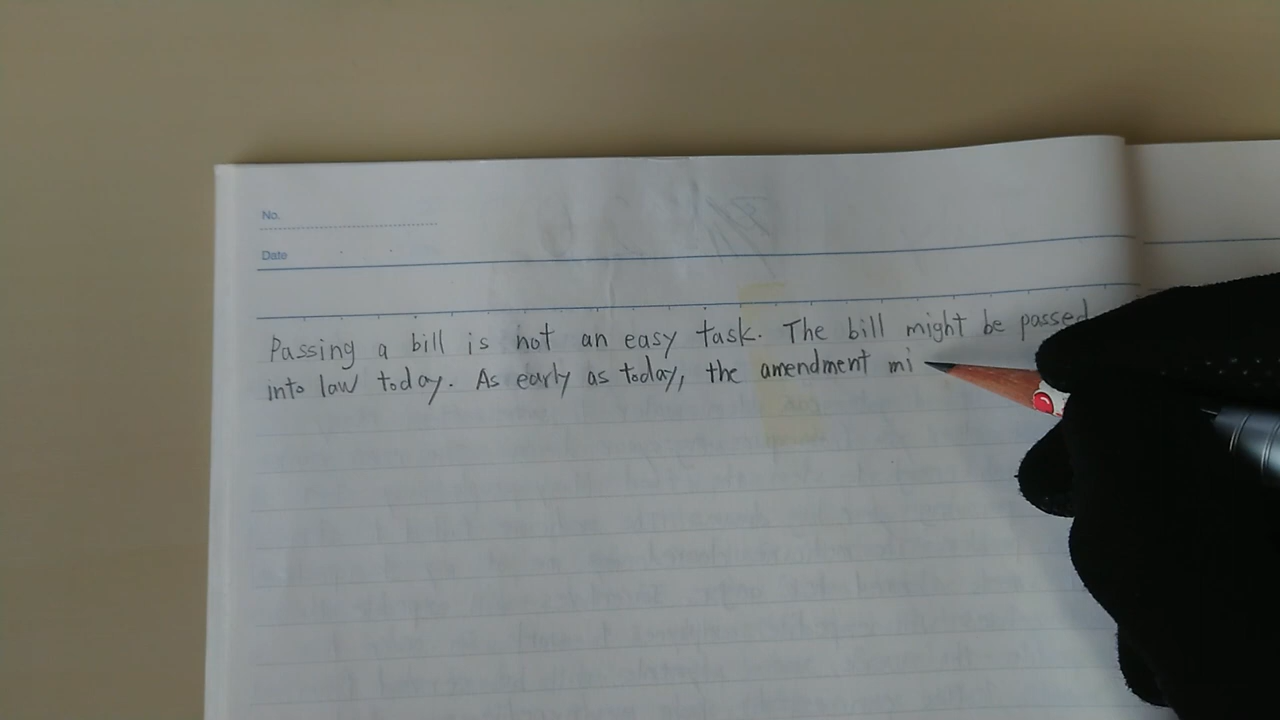 No.
Date
Passing a bill is not an easy task. The bill might be passed
into law today. As early as today, the amendment mi